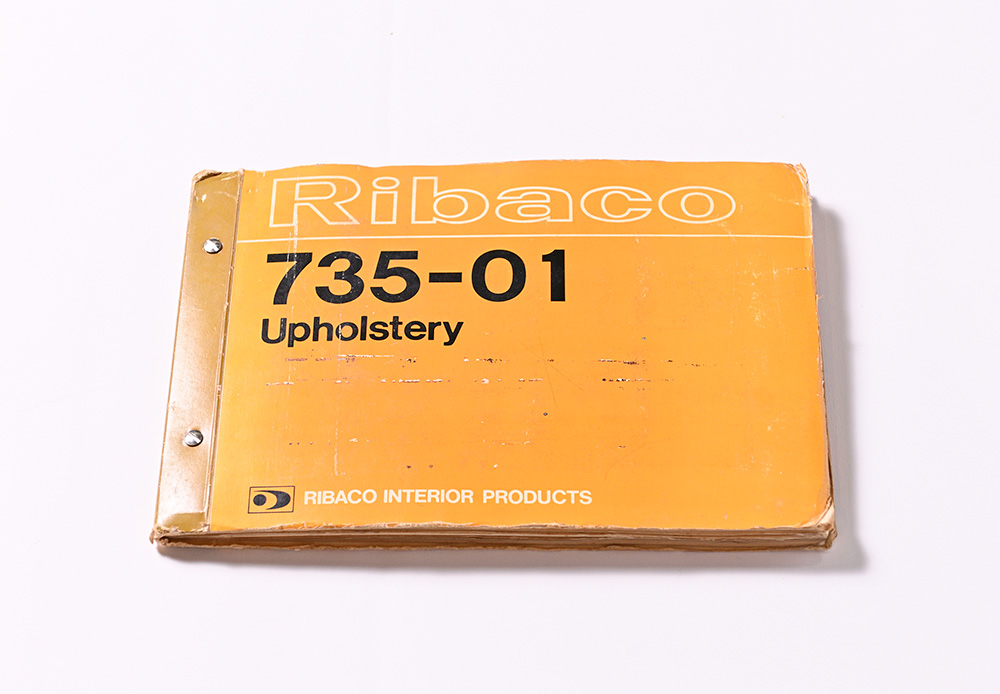 Ribaco
735-01
Upholstery
RIBACO INTERIOR PRODUCTS